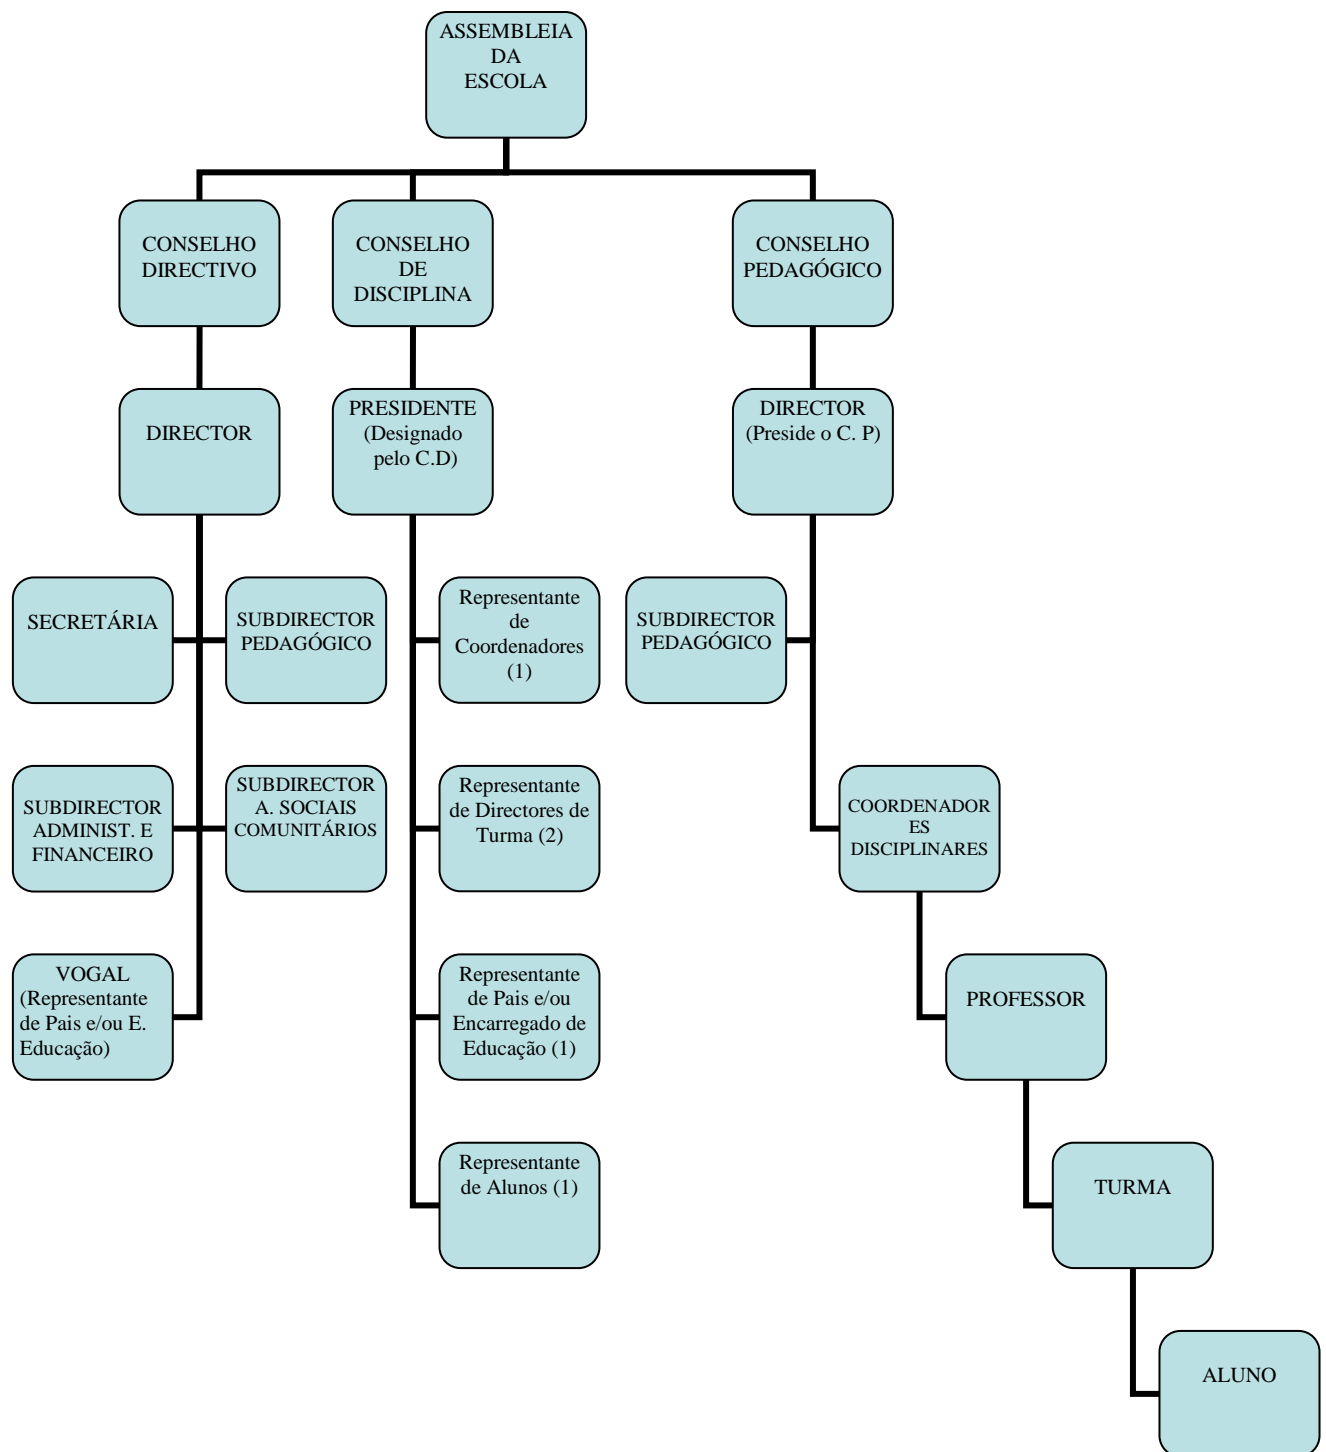 ASSEMBLEIA
DA
ESCOLA
CONSELHO
DIRECTIVO
CONSELHO
DE
DISCIPLINA
CONSELHO
PEDAGÓGICO
DIRECTOR
PRESIDENTE
(Designado
pelo C.D)
DIRECTOR
(Preside o C. P)
SECRETÁRIA
SUBDIRECTOR
PEDAGÓGICO
Representante
de
Coordenadores
(1)
SUBDIRECTOR
PEDAGÓGICO
SUBDIRECTOR
ADMINIST. E
FINANCEIRO
SUBDIRECTOR
A. SOCIAIS
COMUNITÁRIOS
Representante
de Directores de
Turma (2)
COORDENADOR
ES
DISCIPLINARES
VOGAL
(Representante
de Pais e/ou E.
Educação)
Representante
de Pais e/ou
Encarregado de
Educação (1)
PROFESSOR
Representante
de Alunos (1)
TURMA
ALUNO